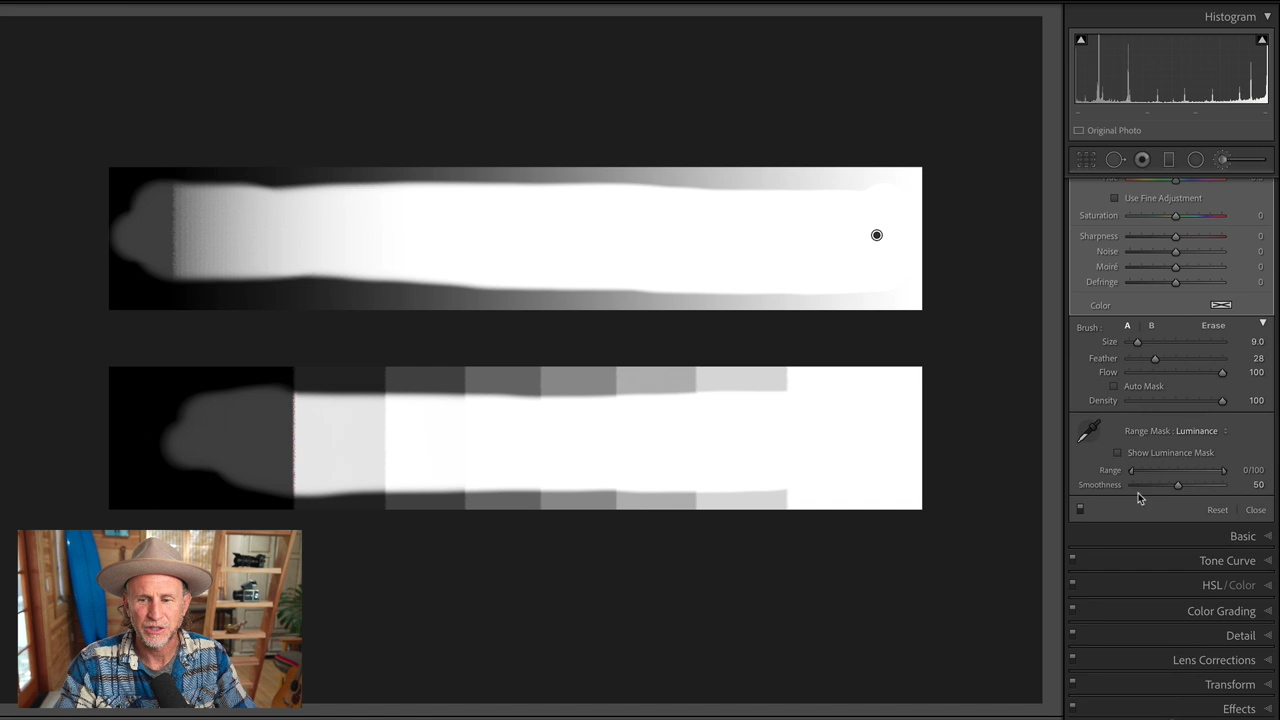 Histogram
Original Photo
Use Fine Adjustment
Saturation 0
Sharpness 0
Noise 0
Moiré 0
Defringe 0
Color
Brush : A B Erase
Size 9.0
Feather 28
Flow 100
Auto Mask
Density 100
Range Mask : Luminance
Show Luminance Mask
Range 0/100
Smoothness 50
Reset Close
Basic
Tone Curve
HSL / Color
Color Grading
Detail
Lens Corrections
Transform
Effects